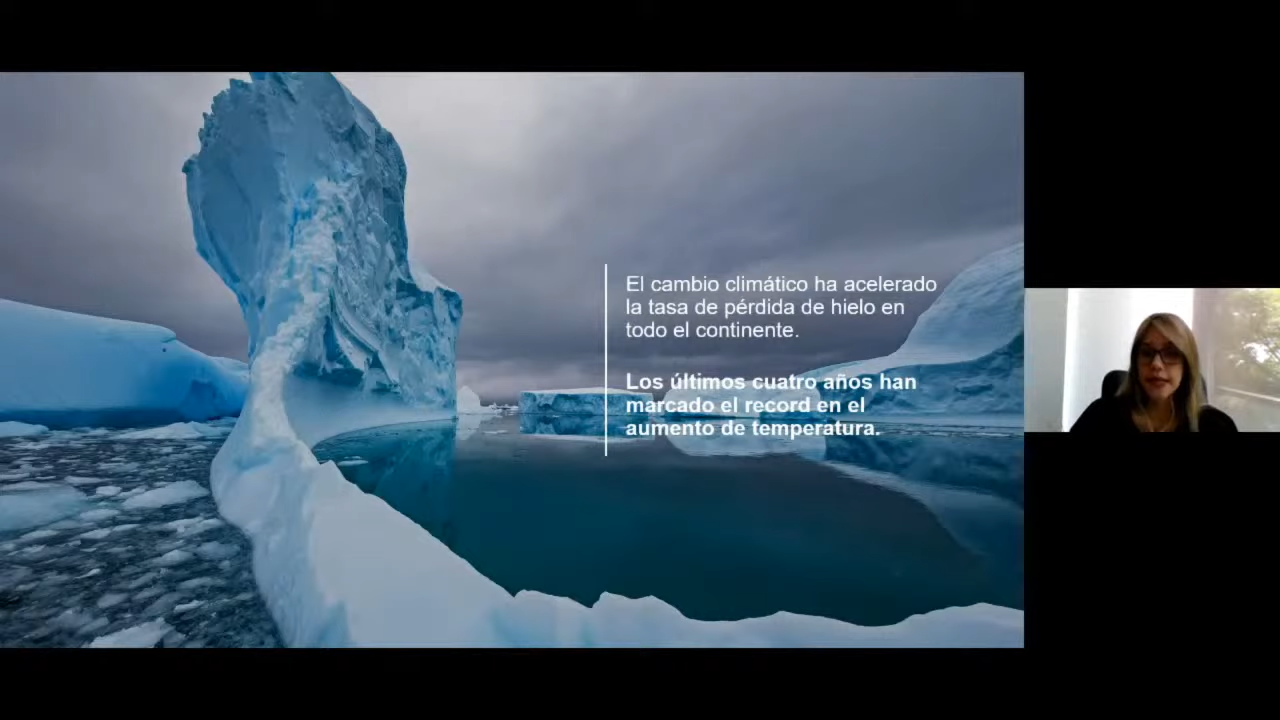 El cambio climático ha acelerado
la tasa de pérdida de hielo en
todo el continente.
Los últimos cuatro años han
marcado el record en el
aumento de temperatura.